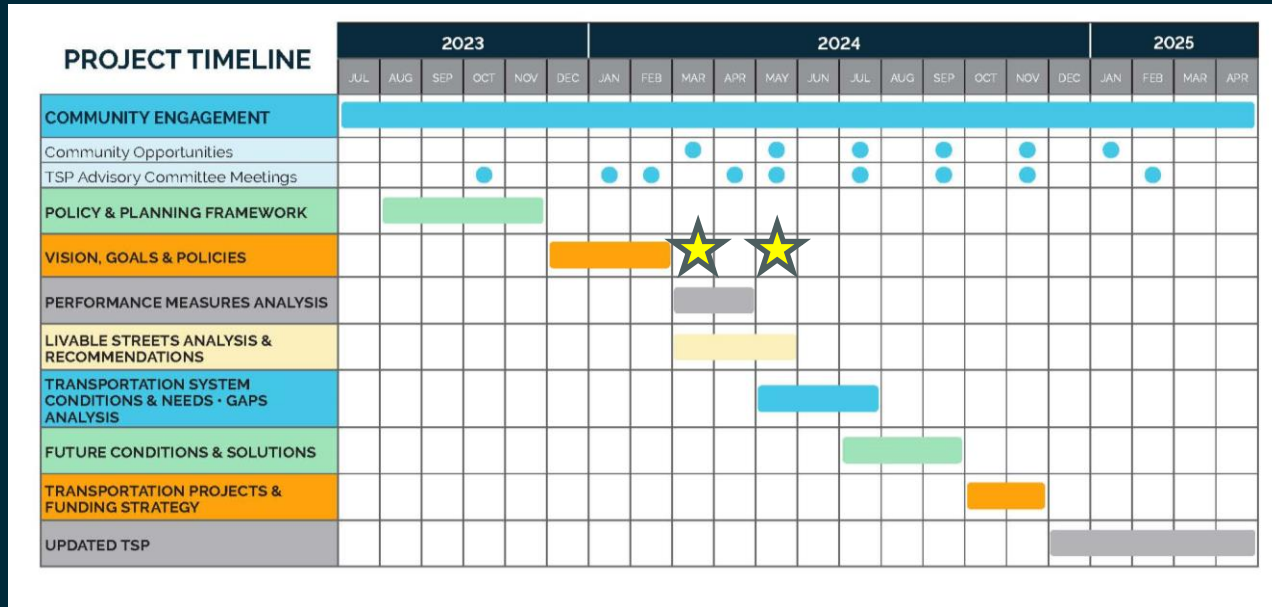 PROJECT TIMELINE
2023 2024 2025
JUL AUG SEP OCT NOV DEC JAN FEB MAR APR MAY JUN JUL AUG SEP OCT NOV DEC JAN FEB MAR APR
COMMUNITY ENGAGEMENT
Community Opportunities
TSP Advisory Committee Meetings
POLICY & PLANNING FRAMEWORK
VISION, GOALS & POLICIES
PERFORMANCE MEASURES ANALYSIS
LIVABLE STREETS ANALYSIS &
RECOMMENDATIONS
TRANSPORTATION SYSTEM
CONDITIONS & NEEDS • GAPS
ANALYSIS
FUTURE CONDITIONS & SOLUTIONS
TRANSPORTATION PROJECTS &
FUNDING STRATEGY
UPDATED TSP